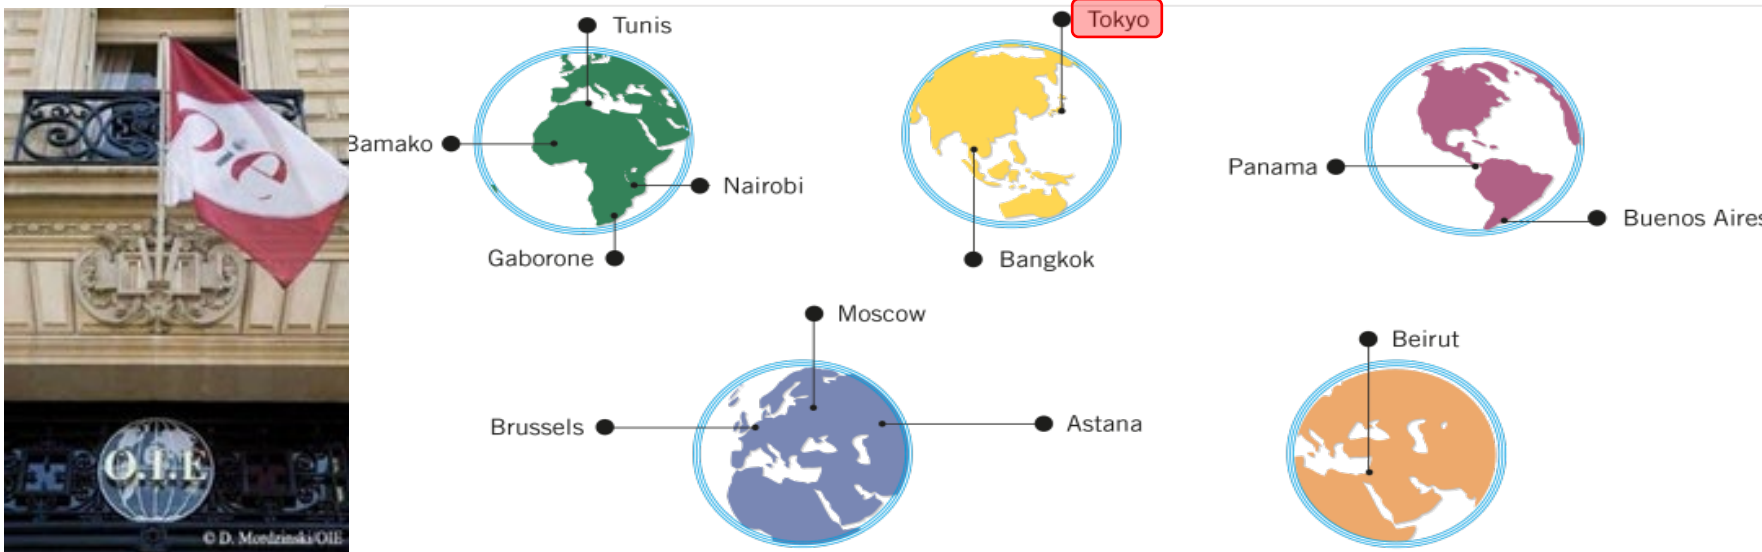 oie
O.I.E
© D. Mordzinski/OIE
Tunis
Bamako
Nairobi
Gaborone
Tokyo
Bangkok
Panama
Buenos Aires
Moscow
Brussels
Astana
Beirut